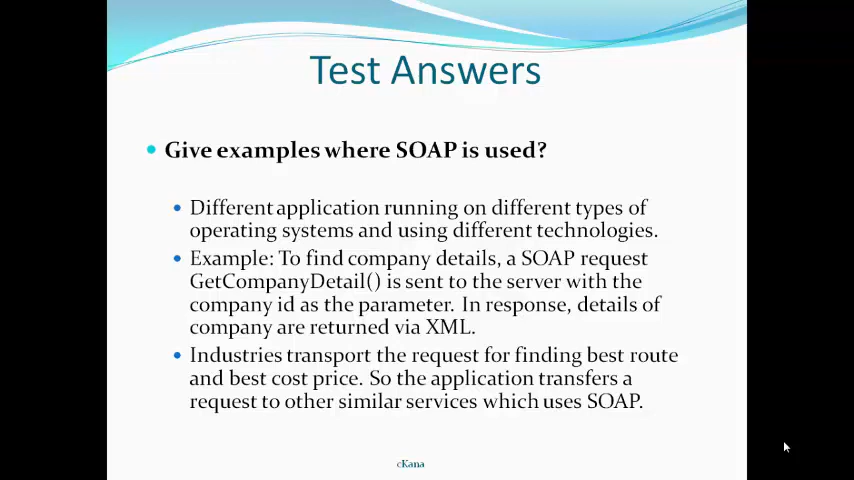 Test Answers
Give examples where SOAP is used?
Different application running on different types of
operating systems and using different technologies.
Example: To find company details, a SOAP request
GetCompanyDetail() is sent to the server with the
company id as the parameter. In response, details of
company are returned via XML.
Industries transport the request for finding best route
and best cost price. So the application transfers a
request to other similar services which uses SOAP.
cKana